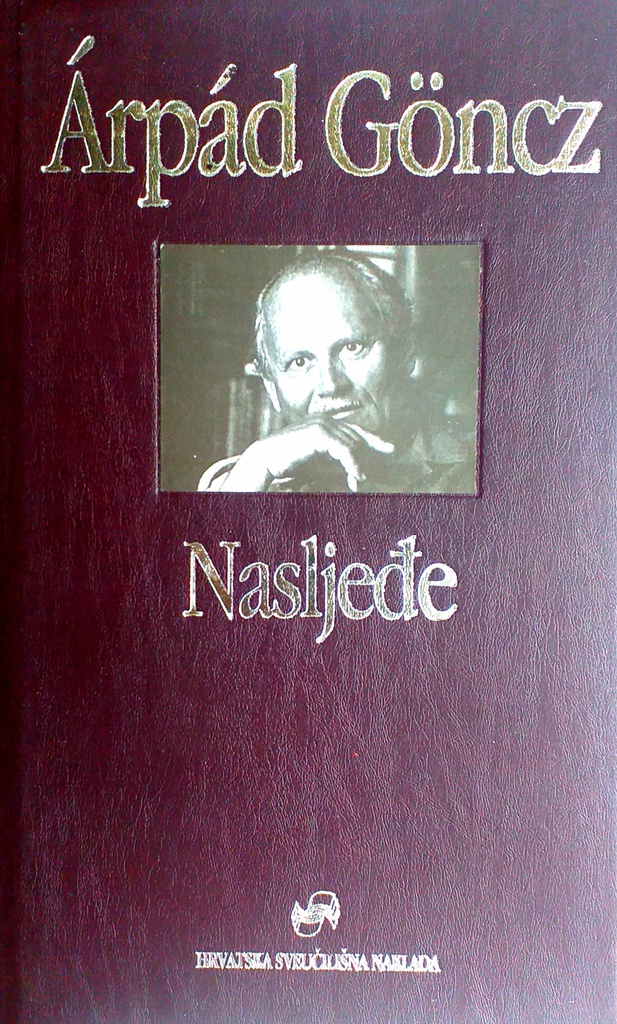 Árpád Göncz
Nasljeđe
HRVATSKA SVEUČILIŠNA NAKLADA